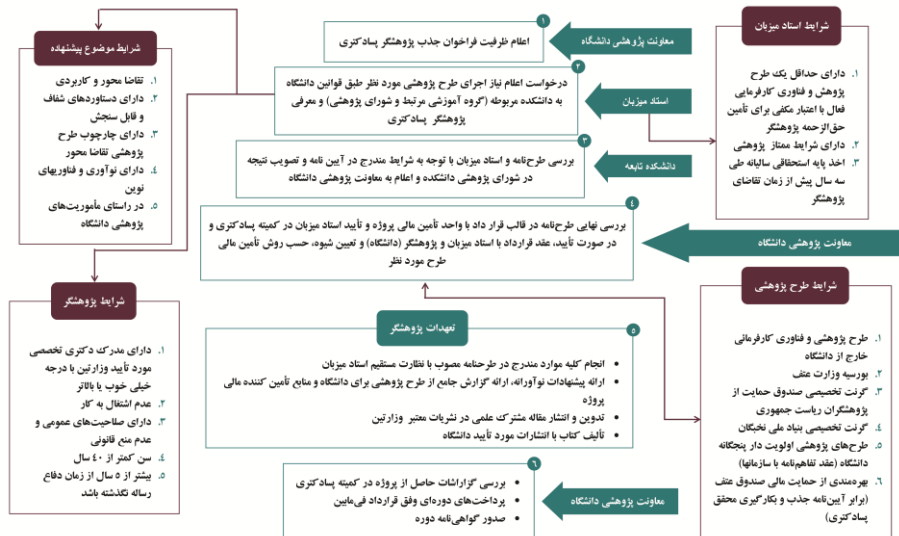 شرایط موضوع پیشنهاده
۱. تقاضا محور و کاربردی
۲. دارای دستاوردهای شفاف
و قابل سنجش
۳. دارای چارچوب طرح
پژوهشی تقاضا محور
۴. دارای نوآوری و فناوریهای
نوین
۵. در راستای مأموریت‌های
پژوهشی دانشگاه
۱
اعلام ظرفیت فراخوان جذب پژوهشگر پسادکتری
معاونت پژوهشی دانشگاه
۲
درخواست اعلام نیاز اجرای طرح پژوهشی مورد نظر طبق قوانین دانشگاه
به دانشکده مربوطه (گروه آموزشی مرتبط و شورای پژوهشی) و معرفی
پژوهشگر پسادکتری
استاد میزبان
۳
بررسی طرح‌نامه و استاد میزبان با توجه به شرایط مندرج در آیین نامه و تصویب نتیجه
در شورای پژوهشی دانشکده و اعلام به معاونت پژوهشی دانشگاه
دانشکده تابعه
شرایط استاد میزبان
۱. دارای حداقل یک طرح
پژوهش و فناوری کارفرمایی
فعال با اعتبار مکفی برای تأمین
حق‌الزحمه پژوهشگر
۲. دارای شرایط ممتاز پژوهشی
۳. اخذ پایه استحقاقی سالیانه طی
سه سال پیش از زمان تقاضای
پژوهشگر
۴
بررسی نهایی طرح‌نامه در قالب قرار داد با واحد تأمین مالی پروژه و تأیید استاد میزبان در کمیته پسادکتری و
در صورت تأیید، عقد قرارداد با استاد میزبان و پژوهشگر (دانشگاه) و تعیین شیوه، حسب روش تأمین مالی
طرح مورد نظر
معاونت پژوهشی دانشگاه
شرایط پژوهشگر
۱. دارای مدرک دکتری تخصصی
مورد تأیید وزارتین با درجه
خیلی خوب یا بالاتر
۲. عدم اشتغال به کار
۳. دارای صلاحیت‌های عمومی و
عدم منع قانونی
۴. سن کمتر از ۴۰ سال
۵. بیشتر از ۵ سال از زمان دفاع
رساله نگذشته باشد
۵
تعهدات پژوهشگر
• انجام کلیه موارد مندرج در طرحنامه مصوب با نظارت مستقیم استاد میزبان
• ارائه پیشنهادات نوآورانه، ارائه گزارش جامع از طرح پژوهشی برای دانشگاه و منابع تأمین کننده مالی
پروژه
• تدوین و انتشار مقاله مشترک علمی در نشریات معتبر وزارتین
• تألیف کتاب با انتشارات مورد تأیید دانشگاه
۶
• بررسی گزاراشات حاصل از پروژه در کمیته پسادکتری
• پرداخت‌های دوره‌ای وفق قرارداد فی‌مابین
• صدور گواهی‌نامه دوره
معاونت پژوهشی دانشگاه
شرایط طرح پژوهشی
۱. طرح پژوهشی و فناوری کارفرمائی
خارج از دانشگاه
۲. بورسیه وزارت عتف
۳. گرنت تخصیصی صندوق حمایت از
پژوهشگران ریاست جمهوری
۴. گرنت تخصیصی بنیاد ملی نخبگان
۵. طرح‌های پژوهشی اولویت دار پنجگانه
دانشگاه (عقد تفاهم‌نامه با سازمانها)
۶. بهره‌مندی از حمایت مالی صندوق عتف
(برابر آیین‌نامه جذب و بکارگیری محقق
پسادکتری)